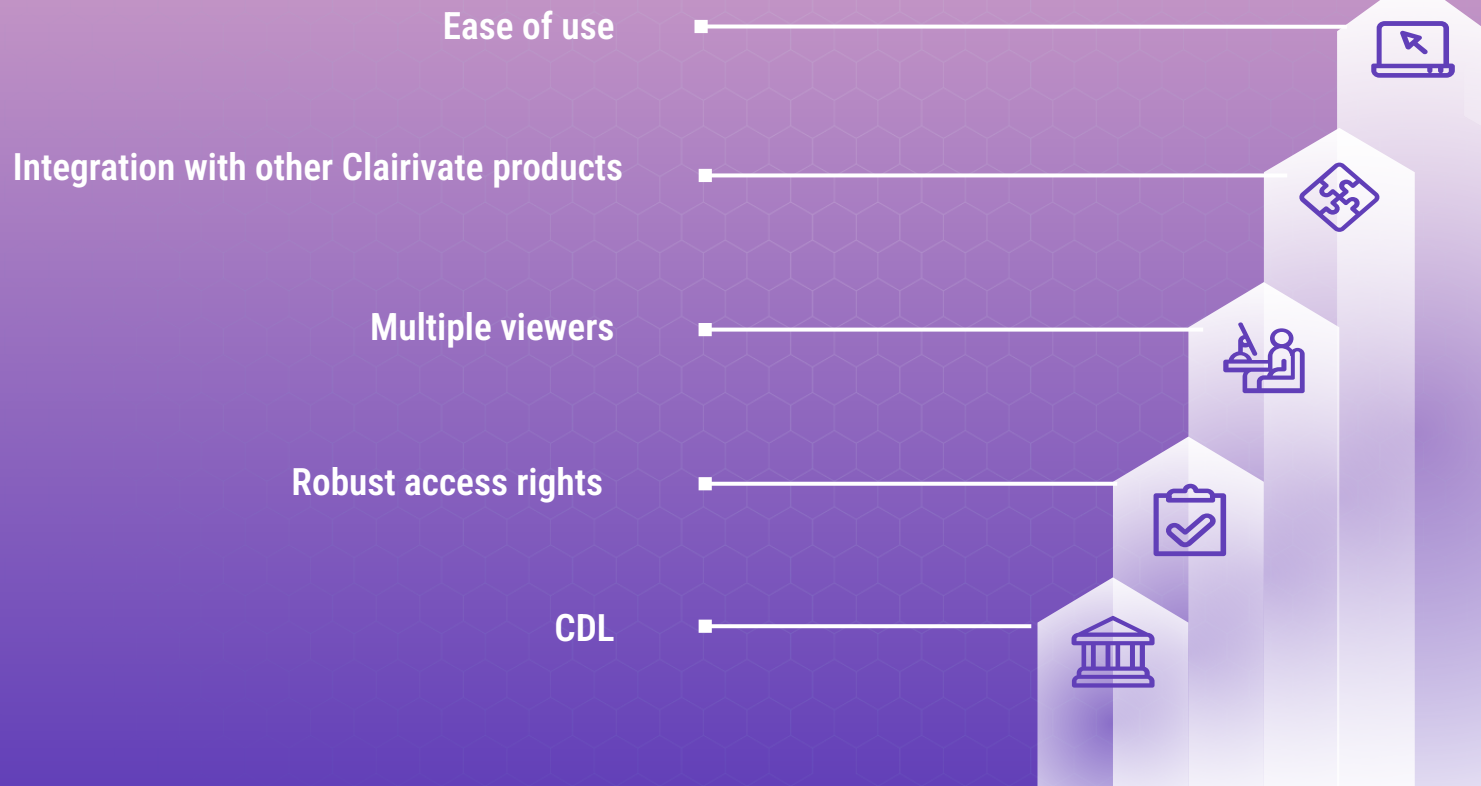 Ease of use
Integration with other Clairivate products
Multiple viewers
Robust access rights
CDL